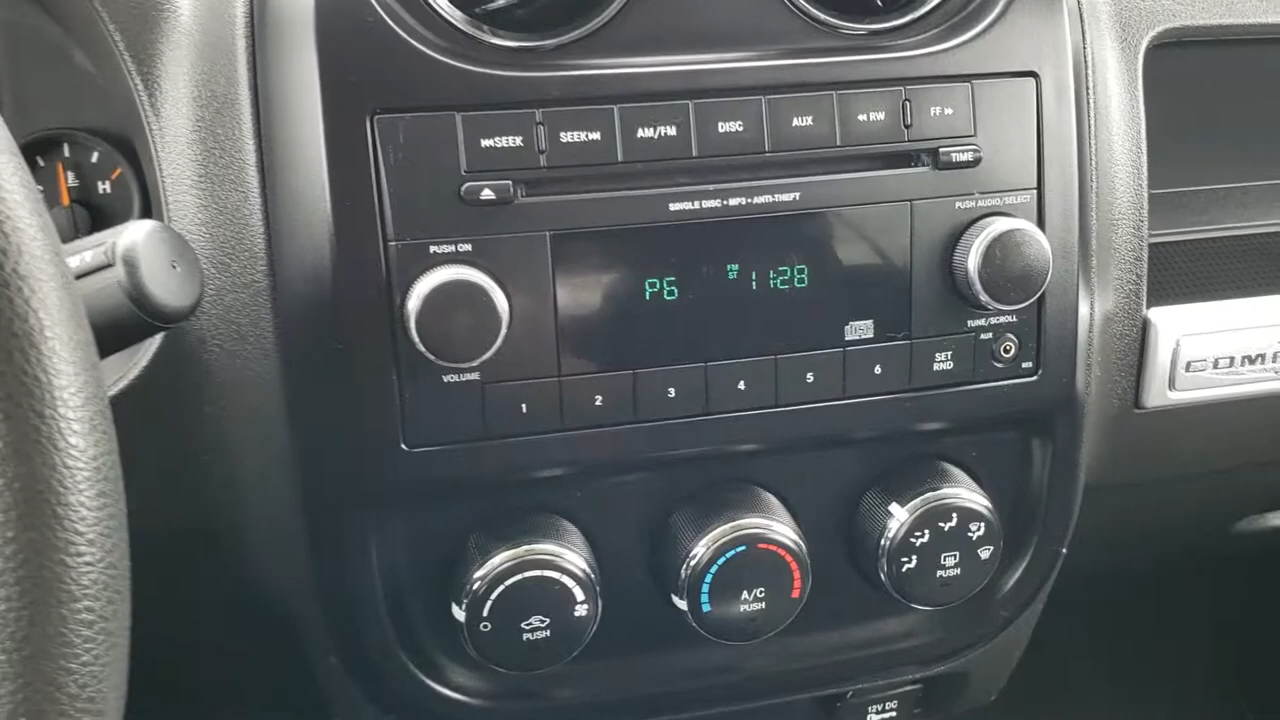 ⏮SEEK
SEEK⏭
AM/FM
DISC
AUX
◂◂ RW
FF ▸▸
H
TIME
SINGLE DISC • MP3 • ANTI-THEFT
PUSH ON
PUSH AUDIO/SELECT
P6
FM
ST
11:28
DISC
VOLUME
TUNE/SCROLL
AUX
1
2
3
4
5
6
SET
RND
RES
PUSH
A/C
PUSH
PUSH
12V DC